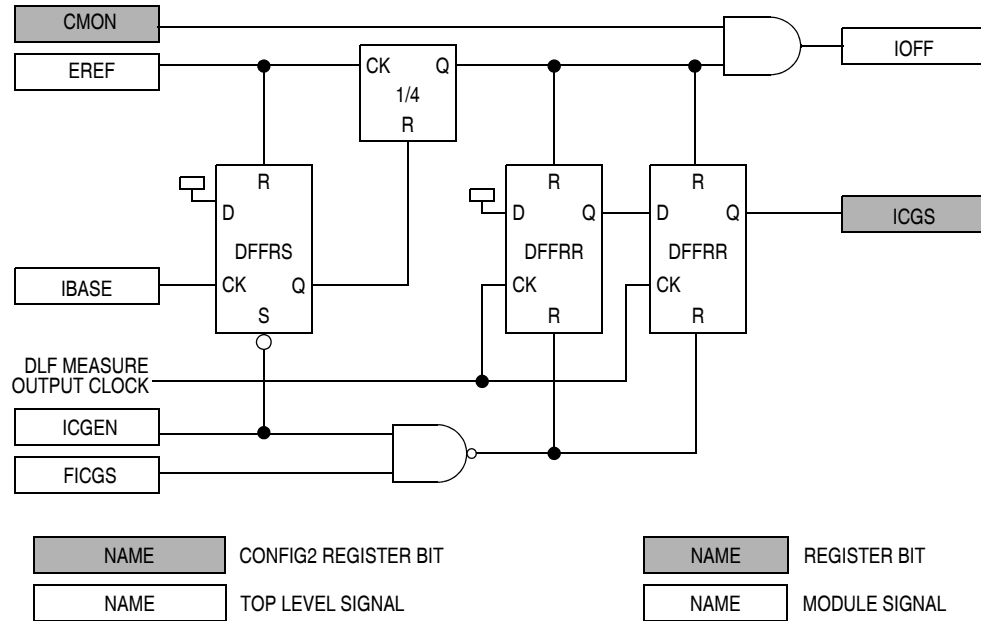 CMON
EREF
CK Q
1/4
R
IOFF
R
D
DFFRS
CK Q
S
R
D Q
DFFRR
CK
R
R
D Q
DFFRR
CK
R
ICGS
IBASE
DLF MEASURE
OUTPUT CLOCK
ICGEN
FICGS
NAME CONFIG2 REGISTER BIT
NAME TOP LEVEL SIGNAL
NAME REGISTER BIT
NAME MODULE SIGNAL